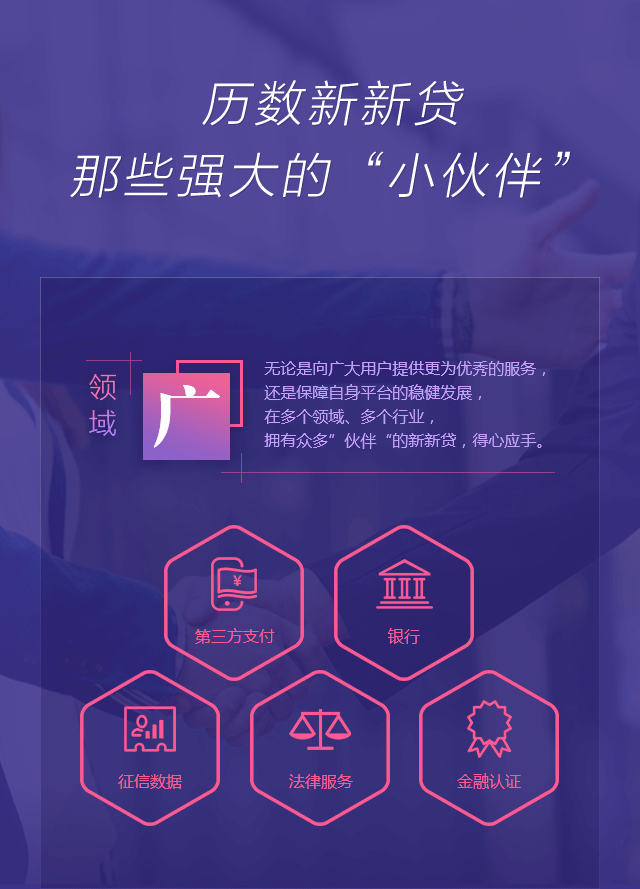 历数新新贷
那些强大的“小伙伴”
领域
广
无论是向广大用户提供更为优秀的服务，
还是保障自身平台的稳健发展，
在多个领域、多个行业，
拥有众多”伙伴“的新新贷，得心应手。
¥
第三方支付
银行
征信数据
法律服务
金融认证